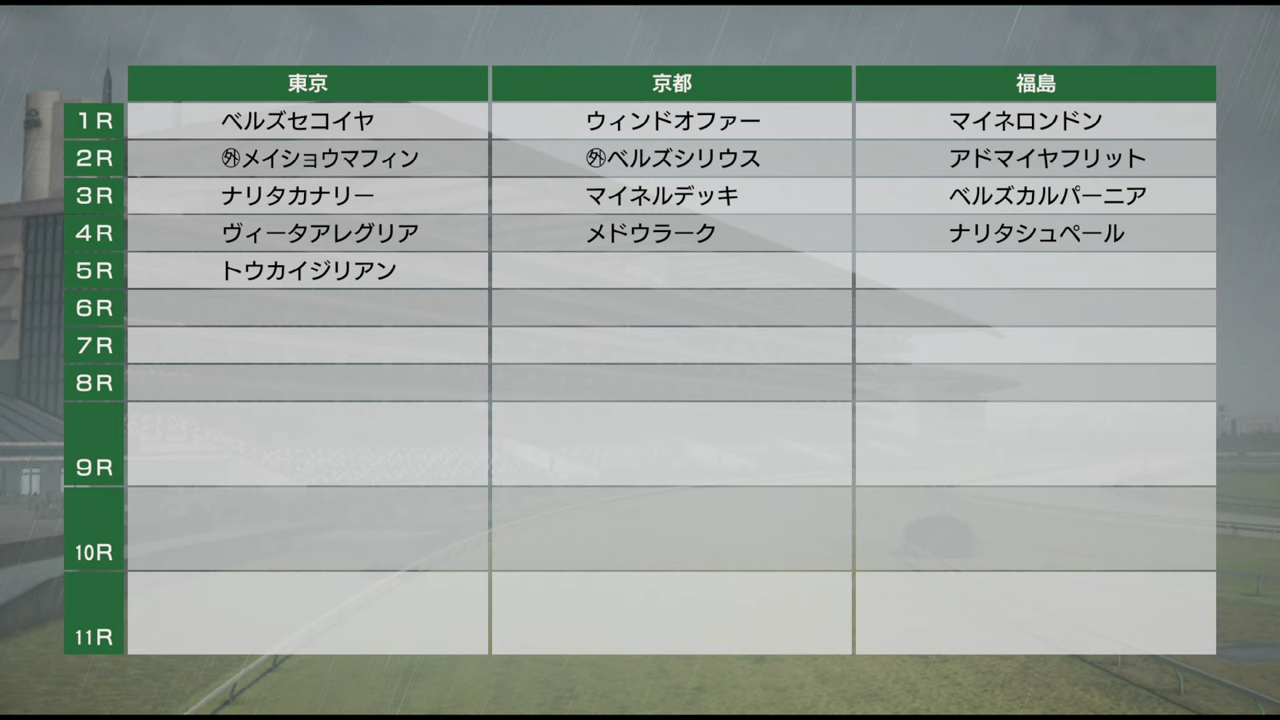 東京 京都 福島
1R ベルズセコイヤ ウィンドオファー マイネロンドン
2R ㋕メイショウマフィン ㋕ベルズシリウス アドマイヤフリット
3R ナリタカナリー マイネルデッキ ベルズカルパーニア
4R ヴィータアレグリア メドウラーク ナリタシュペール
5R トウカイジリアン
6R
7R
8R
9R
10R
11R